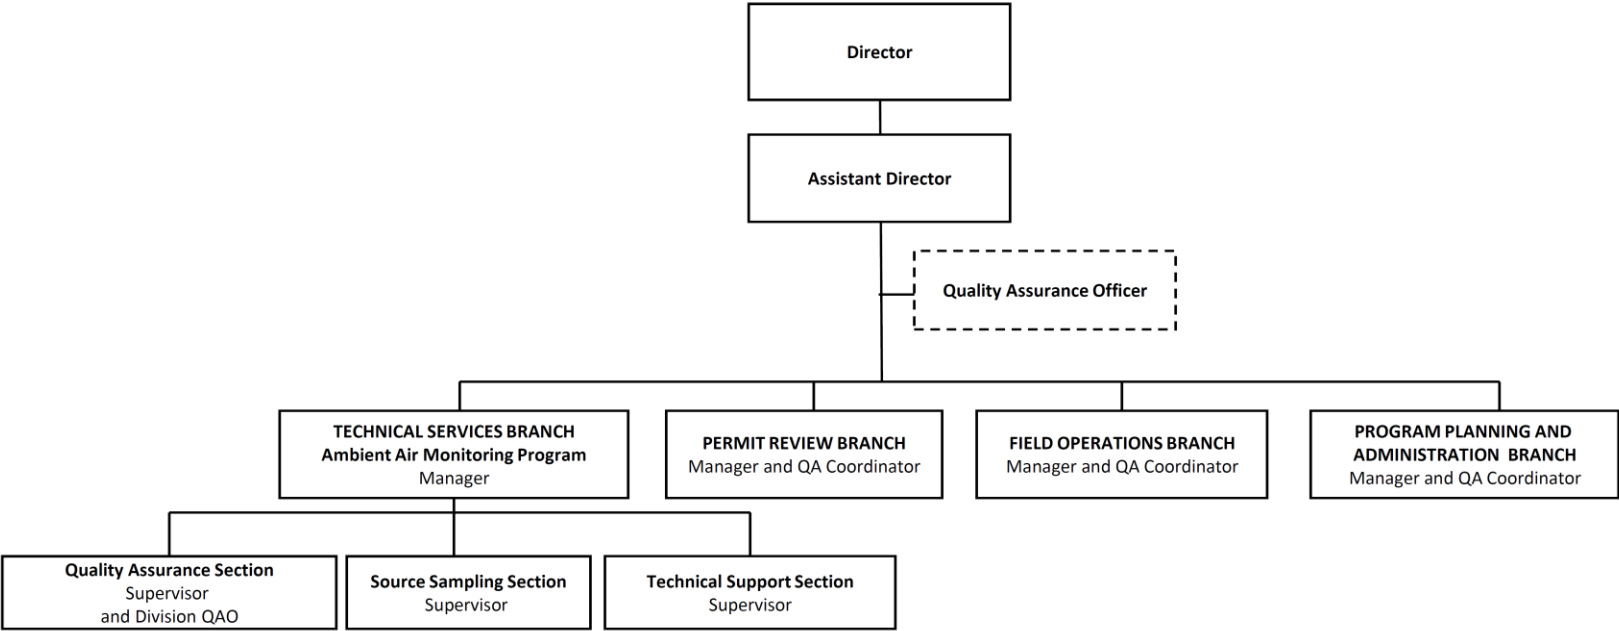 Director
Assistant Director
Quality Assurance Officer
TECHNICAL SERVICES BRANCH
Ambient Air Monitoring Program
Manager
PERMIT REVIEW BRANCH
Manager and QA Coordinator
FIELD OPERATIONS BRANCH
Manager and QA Coordinator
PROGRAM PLANNING AND
ADMINISTRATION BRANCH
Manager and QA Coordinator
Quality Assurance Section
Supervisor
and Division QAO
Source Sampling Section
Supervisor
Technical Support Section
Supervisor